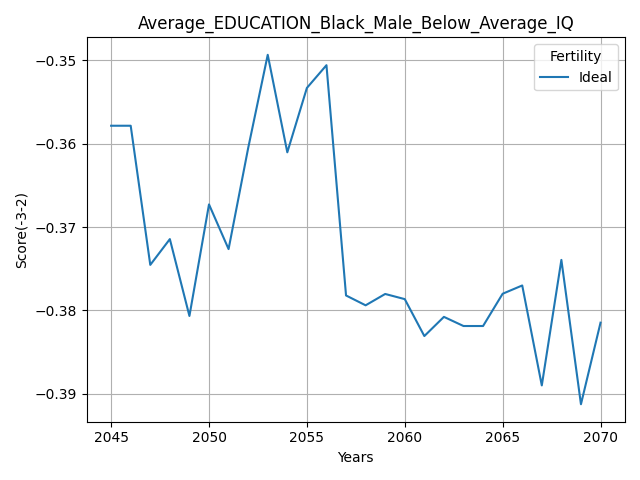 Average_EDUCATION_Black_Male_Below_Average_IQ
Fertility
Ideal
Score(-3-2)
−0.35
−0.36
−0.37
−0.38
−0.39
2045
2050
2055
2060
2065
2070
Years